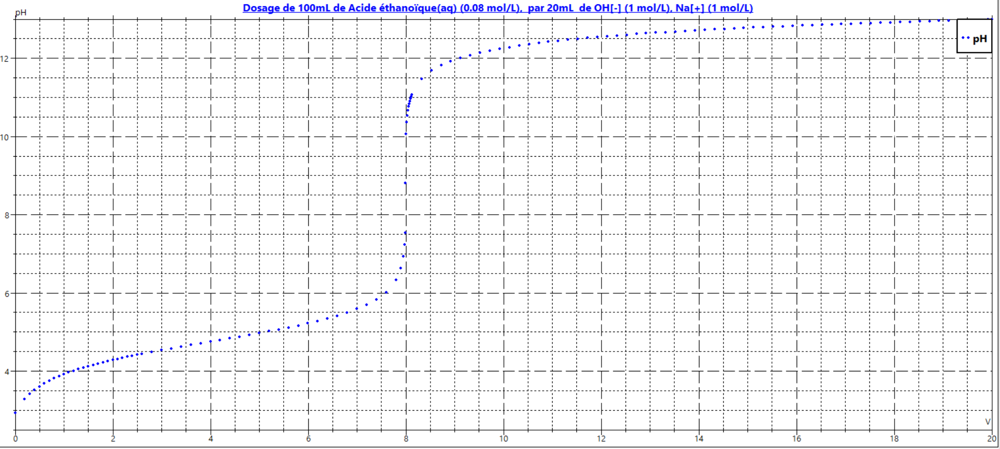 Dosage de 100mL de Acide éthanoïque(aq) (0.08 mol/L), par 20mL de OH[-] (1 mol/L), Na[+] (1 mol/L)
pH
pH
12
10
8
6
4
V
0 2 4 6 8 10 12 14 16 18 20